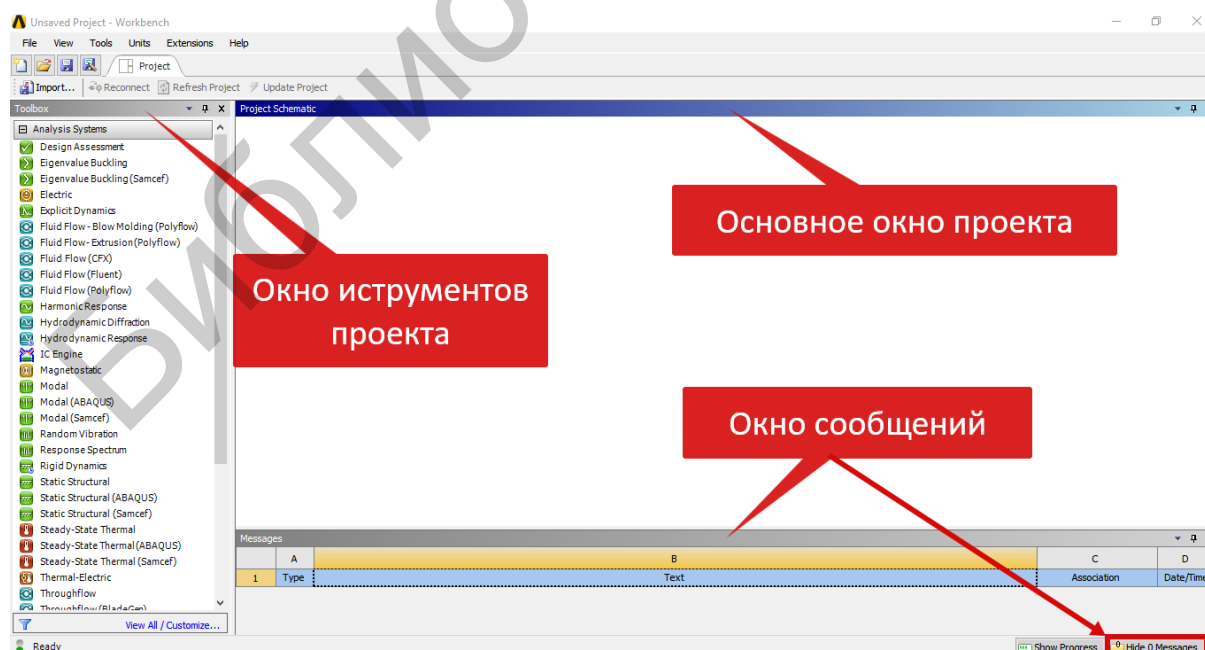 Unsaved Project - Workbench
File View Tools Units Extensions Help
Project
Import... Reconnect Refresh Project Update Project
Toolbox
Project Schematic
Analysis Systems
Design Assessment
Eigenvalue Buckling
Eigenvalue Buckling (Samcef)
Electric
Explicit Dynamics
Fluid Flow - Blow Molding (Polyflow)
Fluid Flow - Extrusion (Polyflow)
Fluid Flow (CFX)
Fluid Flow (Fluent)
Fluid Flow (Polyflow)
Harmonic Response
Hydrodynamic Diffraction
Hydrodynamic Response
IC Engine
Magnetostatic
Modal
Modal (ABAQUS)
Modal (Samcef)
Random Vibration
Response Spectrum
Rigid Dynamics
Static Structural
Static Structural (ABAQUS)
Static Structural (Samcef)
Steady-State Thermal
Steady-State Thermal (ABAQUS)
Steady-State Thermal (Samcef)
Thermal-Electric
Throughflow
Throughflow (BladeGen)
View All / Customize...
Основное окно проекта
Окно иструментов
проекта
Окно сообщений
Messages
A B C D
1 Type Text Association Date/Time
Ready
Show Progress Hide 0 Messages
Библио